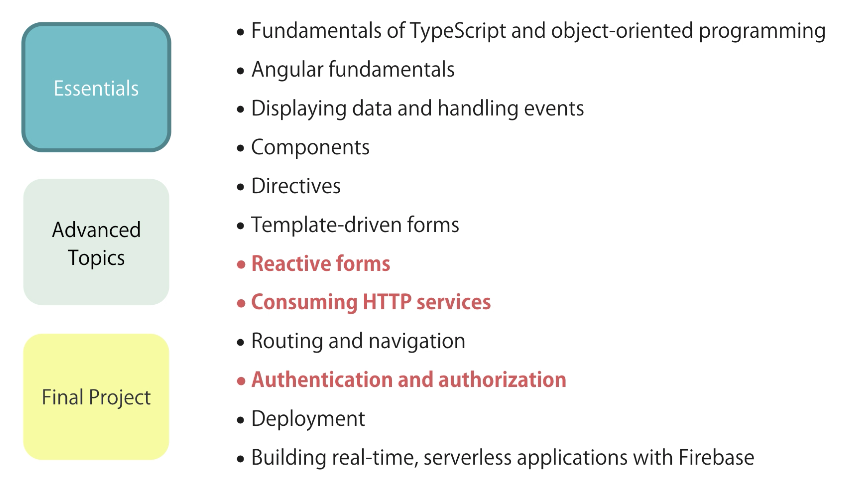 Essentials
Advanced
Topics
Final Project
• Fundamentals of TypeScript and object-oriented programming
• Angular fundamentals
• Displaying data and handling events
• Components
• Directives
• Template-driven forms
• Reactive forms
• Consuming HTTP services
• Routing and navigation
• Authentication and authorization
• Deployment
• Building real-time, serverless applications with Firebase